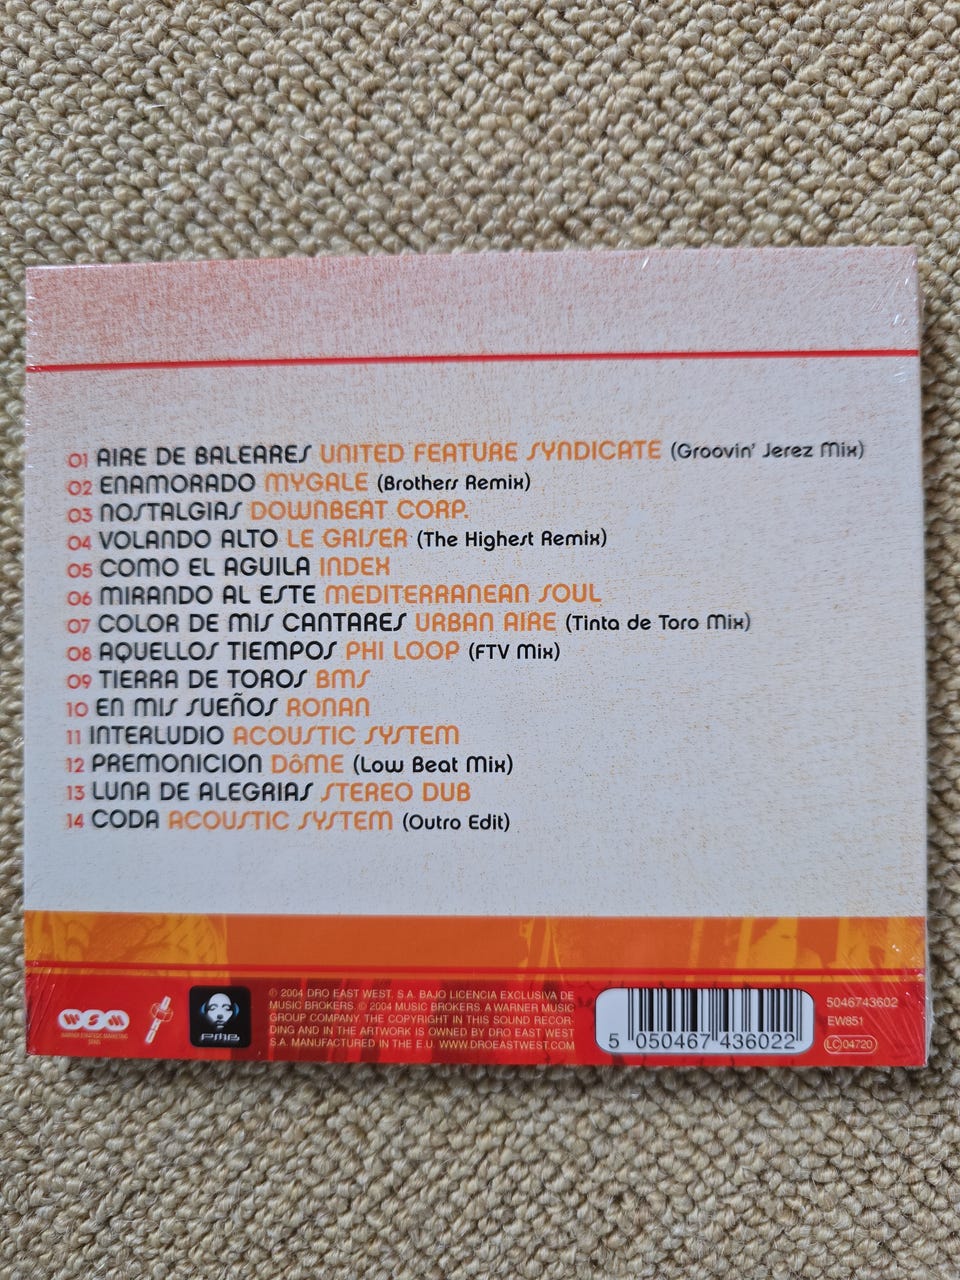 01 AIRE DE BALEARES UNITED FEATURE SYNDICATE (Groovin' Jerez Mix)
02 ENAMORADO MYGALE (Brothers Remix)
03 NOSTALGIAS DOWNBEAT CORP.
04 VOLANDO ALTO LE GRISER (The Highest Remix)
05 COMO EL AGUILA INDEX
06 MIRANDO AL ESTE MEDITERRANEAN SOUL
07 COLOR DE MIS CANTARES URBAN AIRE (Tinta de Toro Mix)
08 AQUELLOS TIEMPOS PHI LOOP (FTV Mix)
09 TIERRA DE TOROS BMS
10 EN MIS SUEÑOS RONAN
11 INTERLUDIO ACOUSTIC SYSTEM
12 PREMONICION DôME (Low Beat Mix)
13 LUNA DE ALEGRIAS STEREO DUB
14 CODA ACOUSTIC SYSTEM (Outro Edit)
WSM
WARNER STRATEGIC MARKETING
SPAIN
PMB
℗ 2004 DRO EAST WEST, S.A. BAJO LICENCIA EXCLUSIVA DE
MUSIC BROKERS. © 2004 MUSIC BROKERS. A WARNER MUSIC
GROUP COMPANY. THE COPYRIGHT IN THIS SOUND RECOR-
DING AND IN THE ARTWORK IS OWNED BY DRO EAST WEST
S.A. MANUFACTURED IN THE E.U. WWW.DROEASTWEST.COM
5 050467 436022
5046743602
EW851
LC 04720